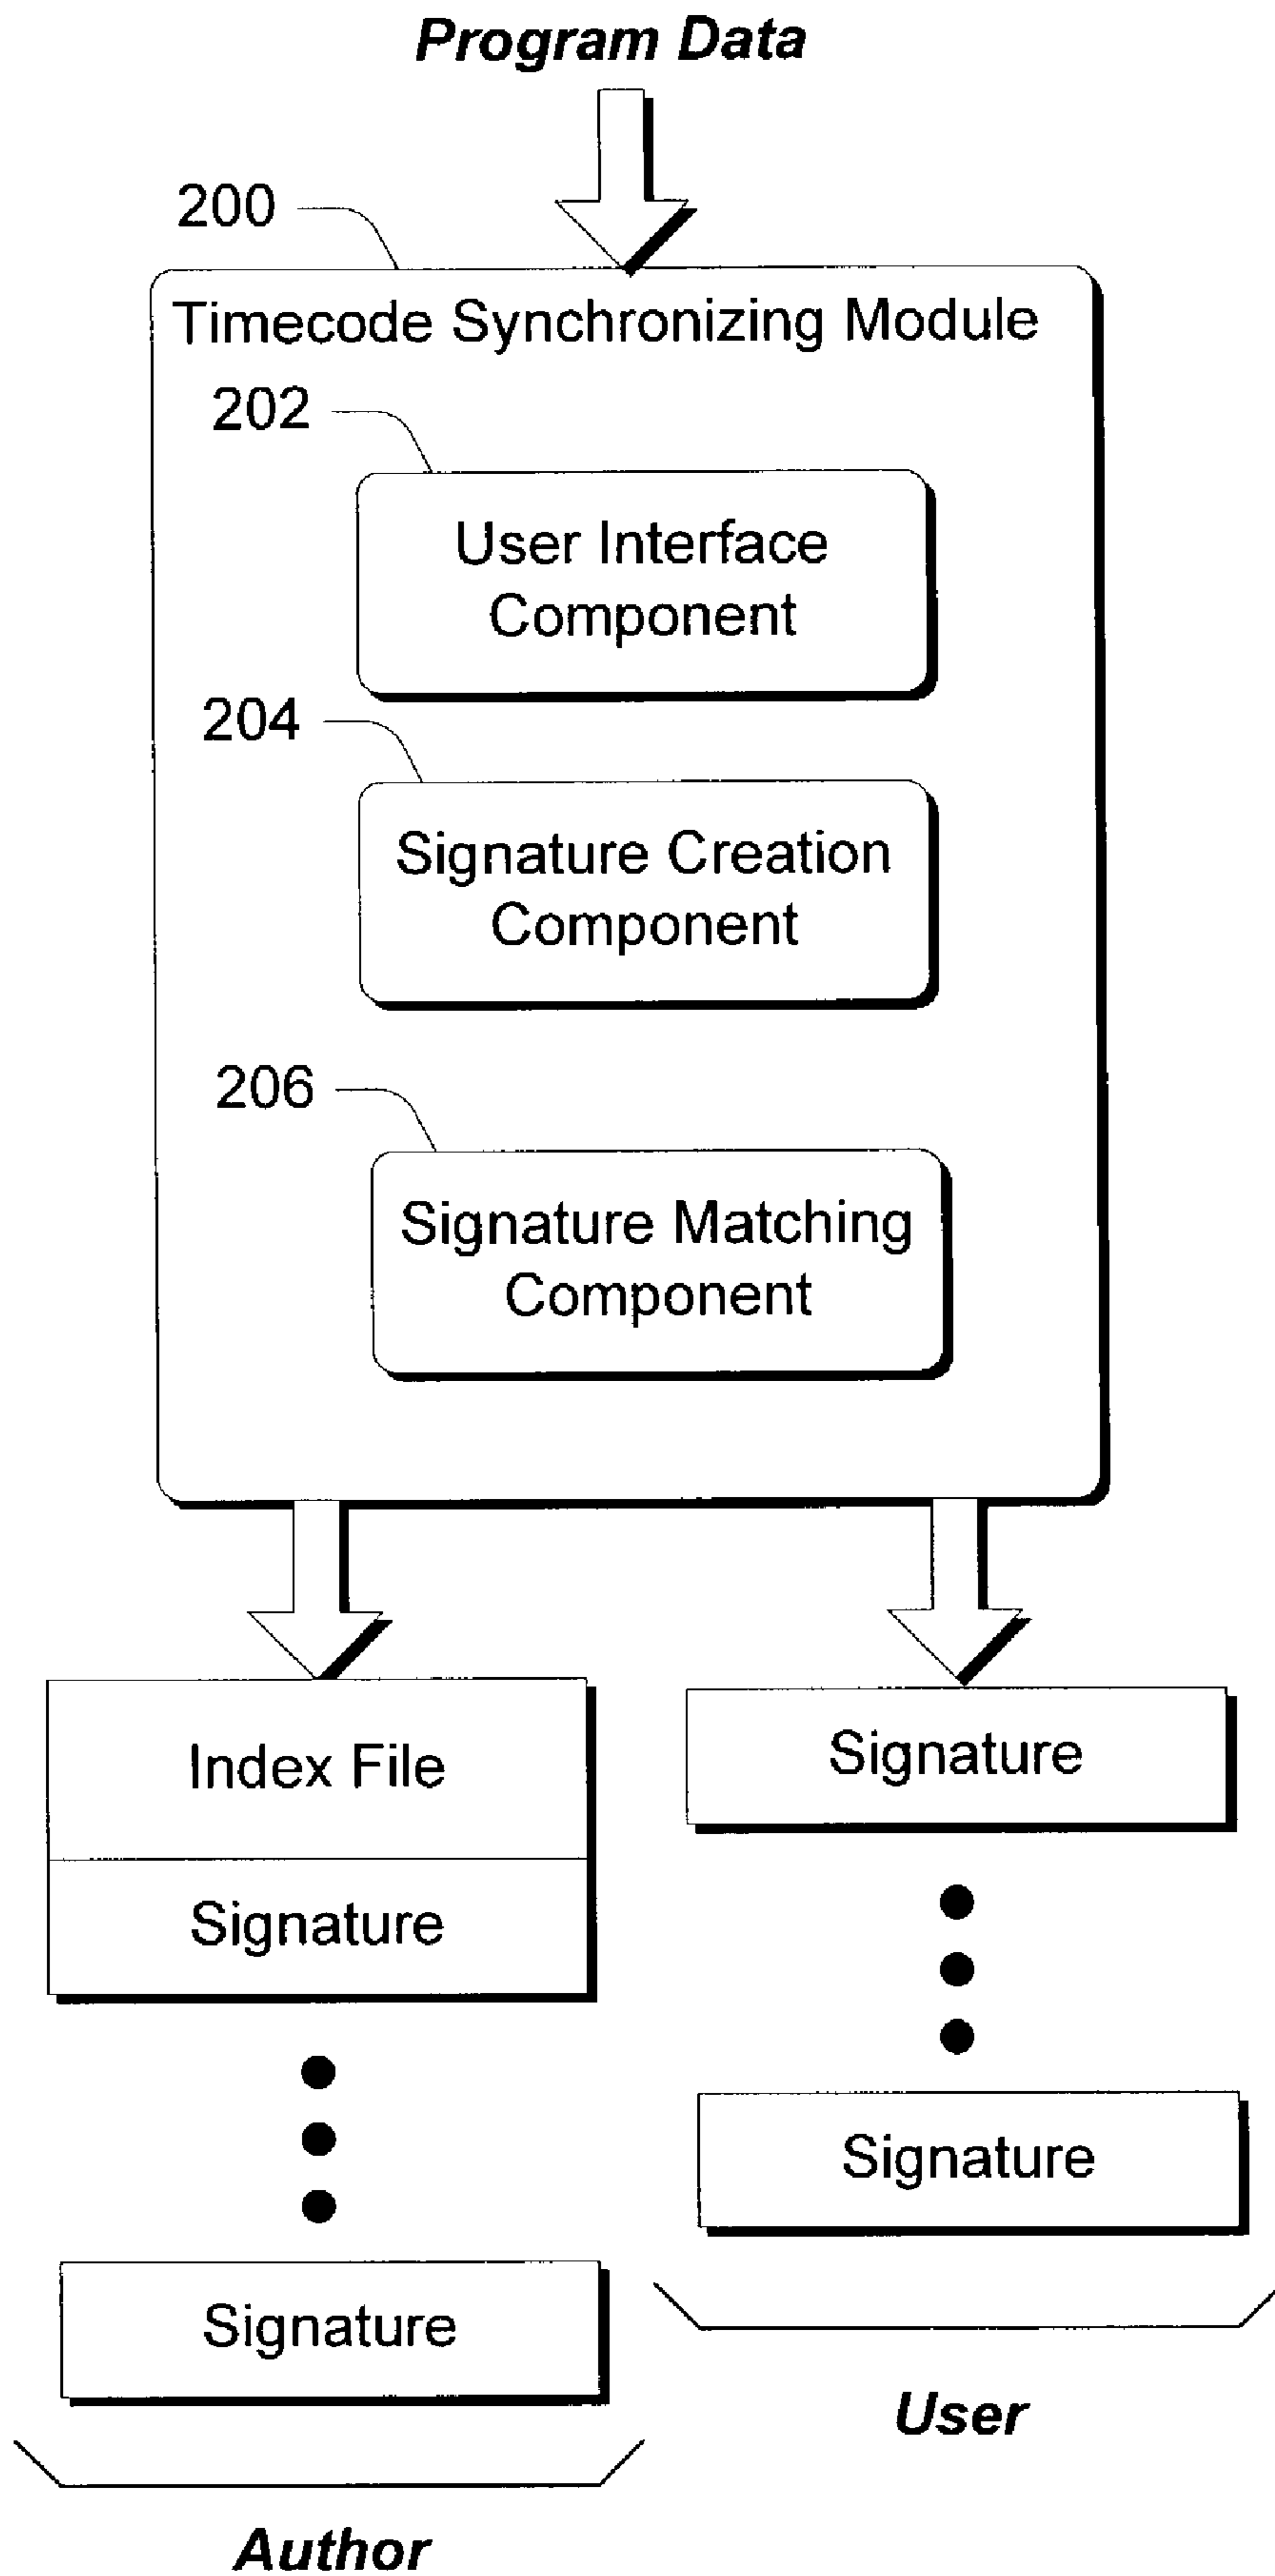 Program Data
200
Timecode Synchronizing Module
202
User Interface
Component
204
Signature Creation
Component
206
Signature Matching
Component
Index File
Signature
Signature
Author
Signature
Signature
User